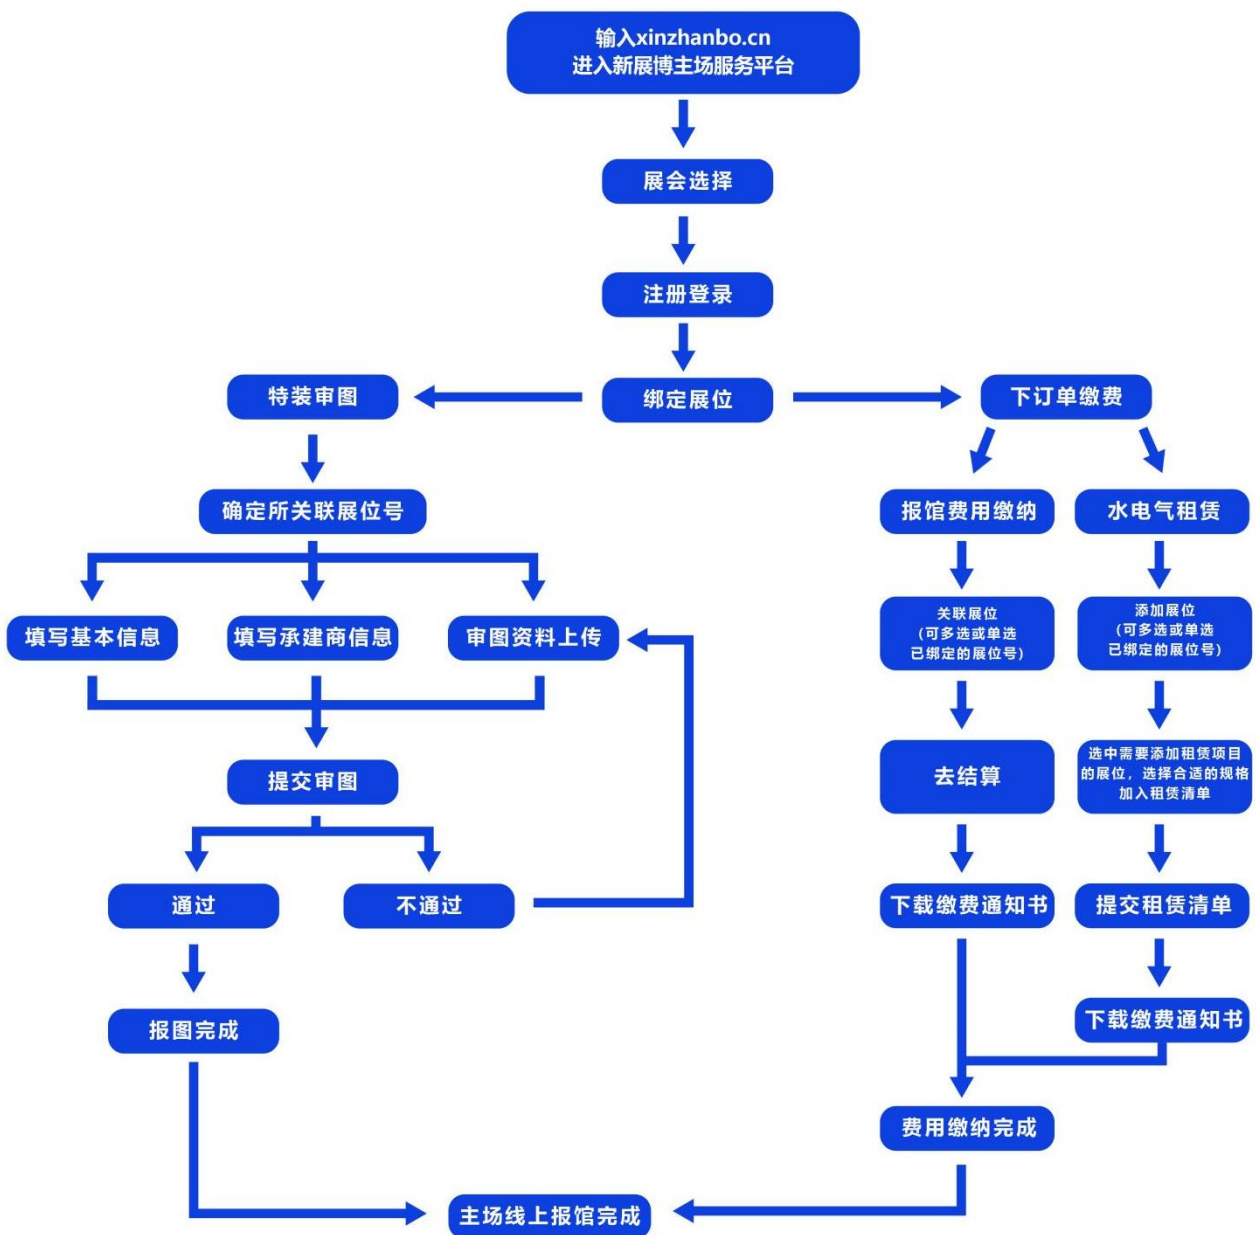 输入xinzhanbo.cn
进入新展博主场服务平台
展会选择
注册登录
特装审图
绑定展位
下订单缴费
确定所关联展位号
报馆费用缴纳
水电气租赁
填写基本信息
填写承建商信息
审图资料上传
关联展位
(可多选或单选
已绑定的展位号)
添加展位
(可多选或单选
已绑定的展位号)
提交审图
去结算
选中需要添加租赁项目
的展位，选择合适的规格
加入租赁清单
通过
不通过
下载缴费通知书
提交租赁清单
报图完成
下载缴费通知书
费用缴纳完成
主场线上报馆完成